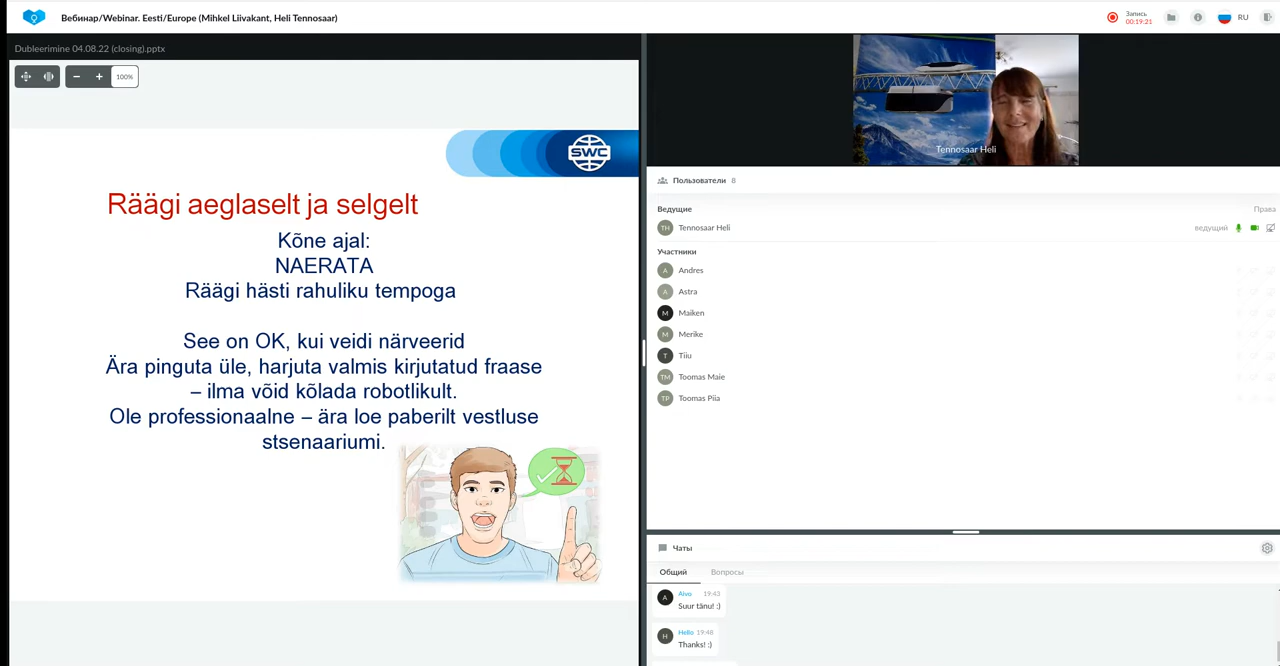 Вебинар/Webinar. Eesti/Europe (Mihkel Liivakant, Heli Tennosaar)
Запись
00:19:21
RU
Dubleerimine 04.08.22 (closing).pptx
100%
SWC
Räägi aeglaselt ja selgelt
Kõne ajal:
NAERATA
Räägi hästi rahuliku tempoga
See on OK, kui veidi närveerid
Ära pinguta üle, harjuta valmis kirjutatud fraase
– ilma võid kõlada robotlikult.
Ole professionaalne – ära loe paberilt vestluse
stsenaariumi.
Tennosaar Heli
Пользователи 8
Ведущие Права
TH Tennosaar Heli ведущий
Участники
A Andres
A Astra
M Maiken
M Merike
T Tiiu
TM Toomas Maie
TP Toomas Piia
Чаты
Общий Вопросы
A Aivo 19:43
Suur tänu! :)
H Hello 19:48
Thanks! :)